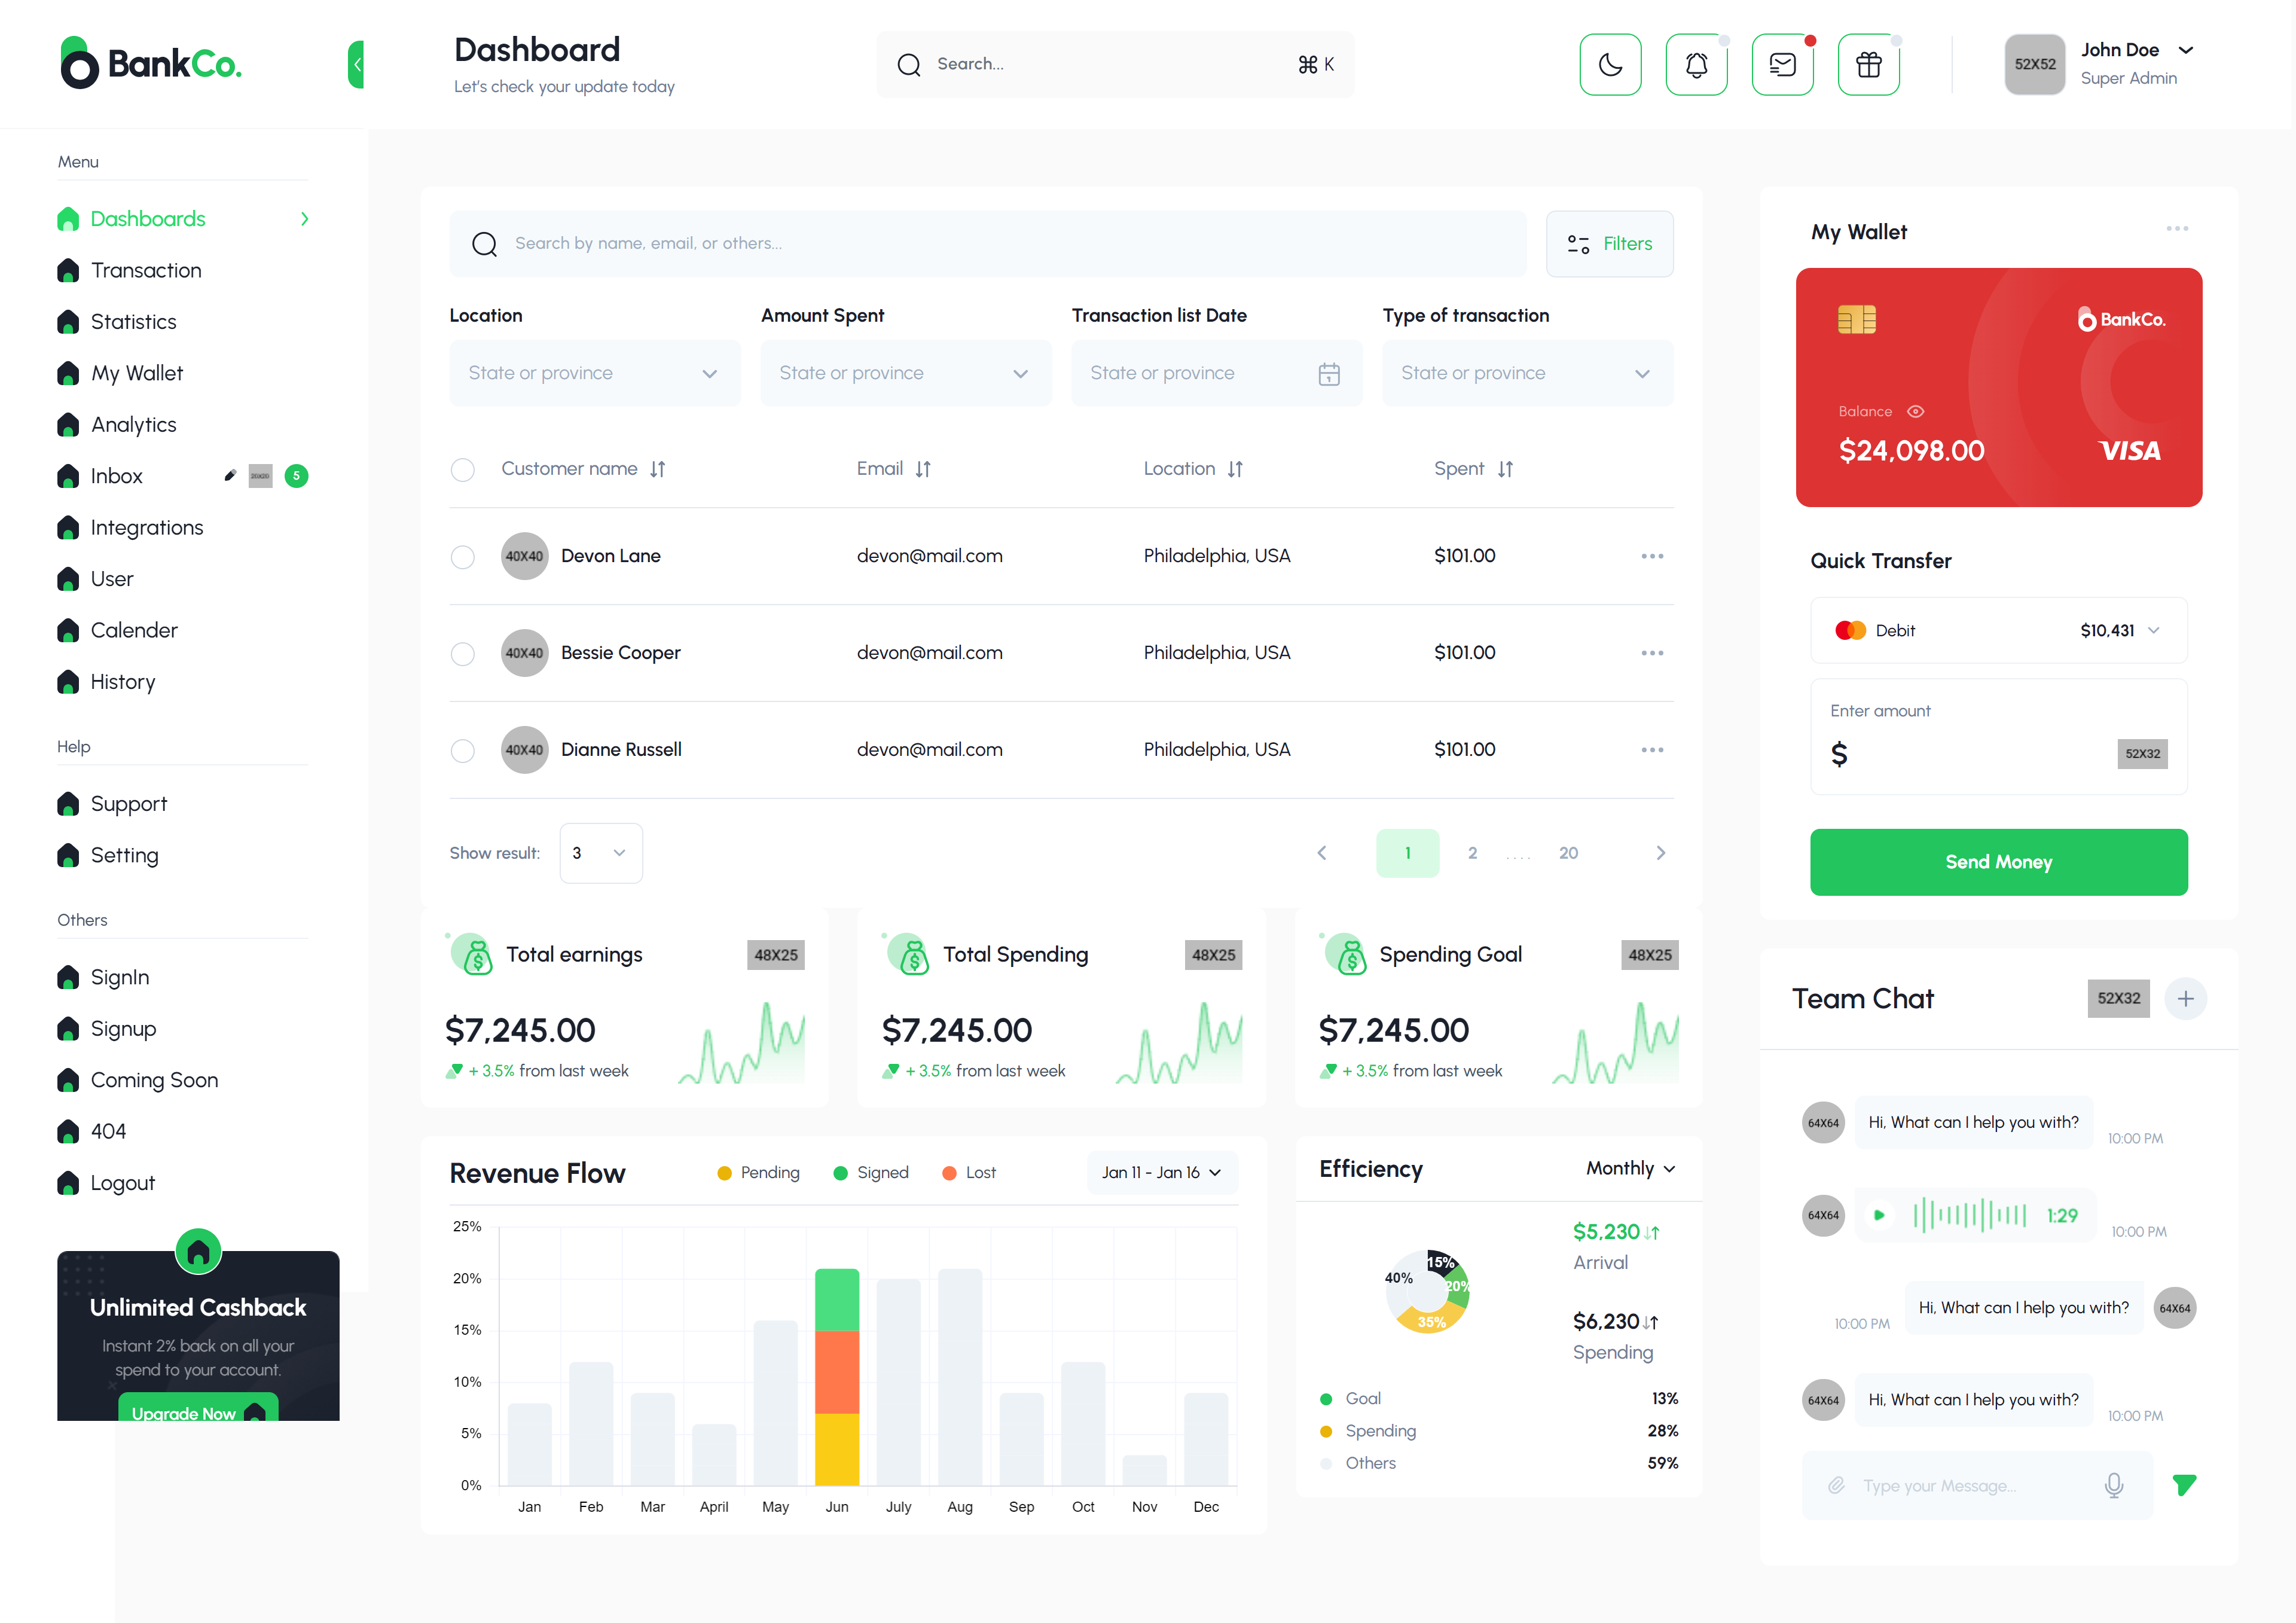 BankCo.
Dashboard
Let's check your update today
Search...
⌘ K
52X52
John Doe
Super Admin
Menu
Dashboards
Transaction
Statistics
My Wallet
Analytics
Inbox
20X20
5
Integrations
User
Calender
History
Help
Support
Setting
Others
SignIn
Signup
Coming Soon
404
Logout
Unlimited Cashback
Instant 2% back on all your
spend to your account.
Upgrade Now
Search by name, email, or others...
Filters
Location
Amount Spent
Transaction list Date
Type of transaction
State or province
State or province
State or province
State or province
Customer name
Email
Location
Spent
40X40 Devon Lane devon@mail.com Philadelphia, USA $101.00
40X40 Bessie Cooper devon@mail.com Philadelphia, USA $101.00
40X40 Dianne Russell devon@mail.com Philadelphia, USA $101.00
Show result: 3
1 2 .... 20
Total earnings
48X25
$7,245.00
+ 3.5% from last week
Total Spending
48X25
$7,245.00
+ 3.5% from last week
Spending Goal
48X25
$7,245.00
+ 3.5% from last week
Revenue Flow
Pending
Signed
Lost
Jan 11 - Jan 16
25%
20%
15%
10%
5%
0%
Jan Feb Mar April May Jun July Aug Sep Oct Nov Dec
Efficiency
Monthly
15%
20%
35%
40%
$5,230
Arrival
$6,230
Spending
Goal 13%
Spending 28%
Others 59%
My Wallet
BankCo.
Balance
$24,098.00
VISA
Quick Transfer
Debit $10,431
Enter amount
$
52X32
Send Money
Team Chat
52X32
64X64 Hi, What can I help you with? 10:00 PM
64X64 1:29 10:00 PM
10:00 PM Hi, What can I help you with? 64X64
64X64 Hi, What can I help you with? 10:00 PM
Type your Message...